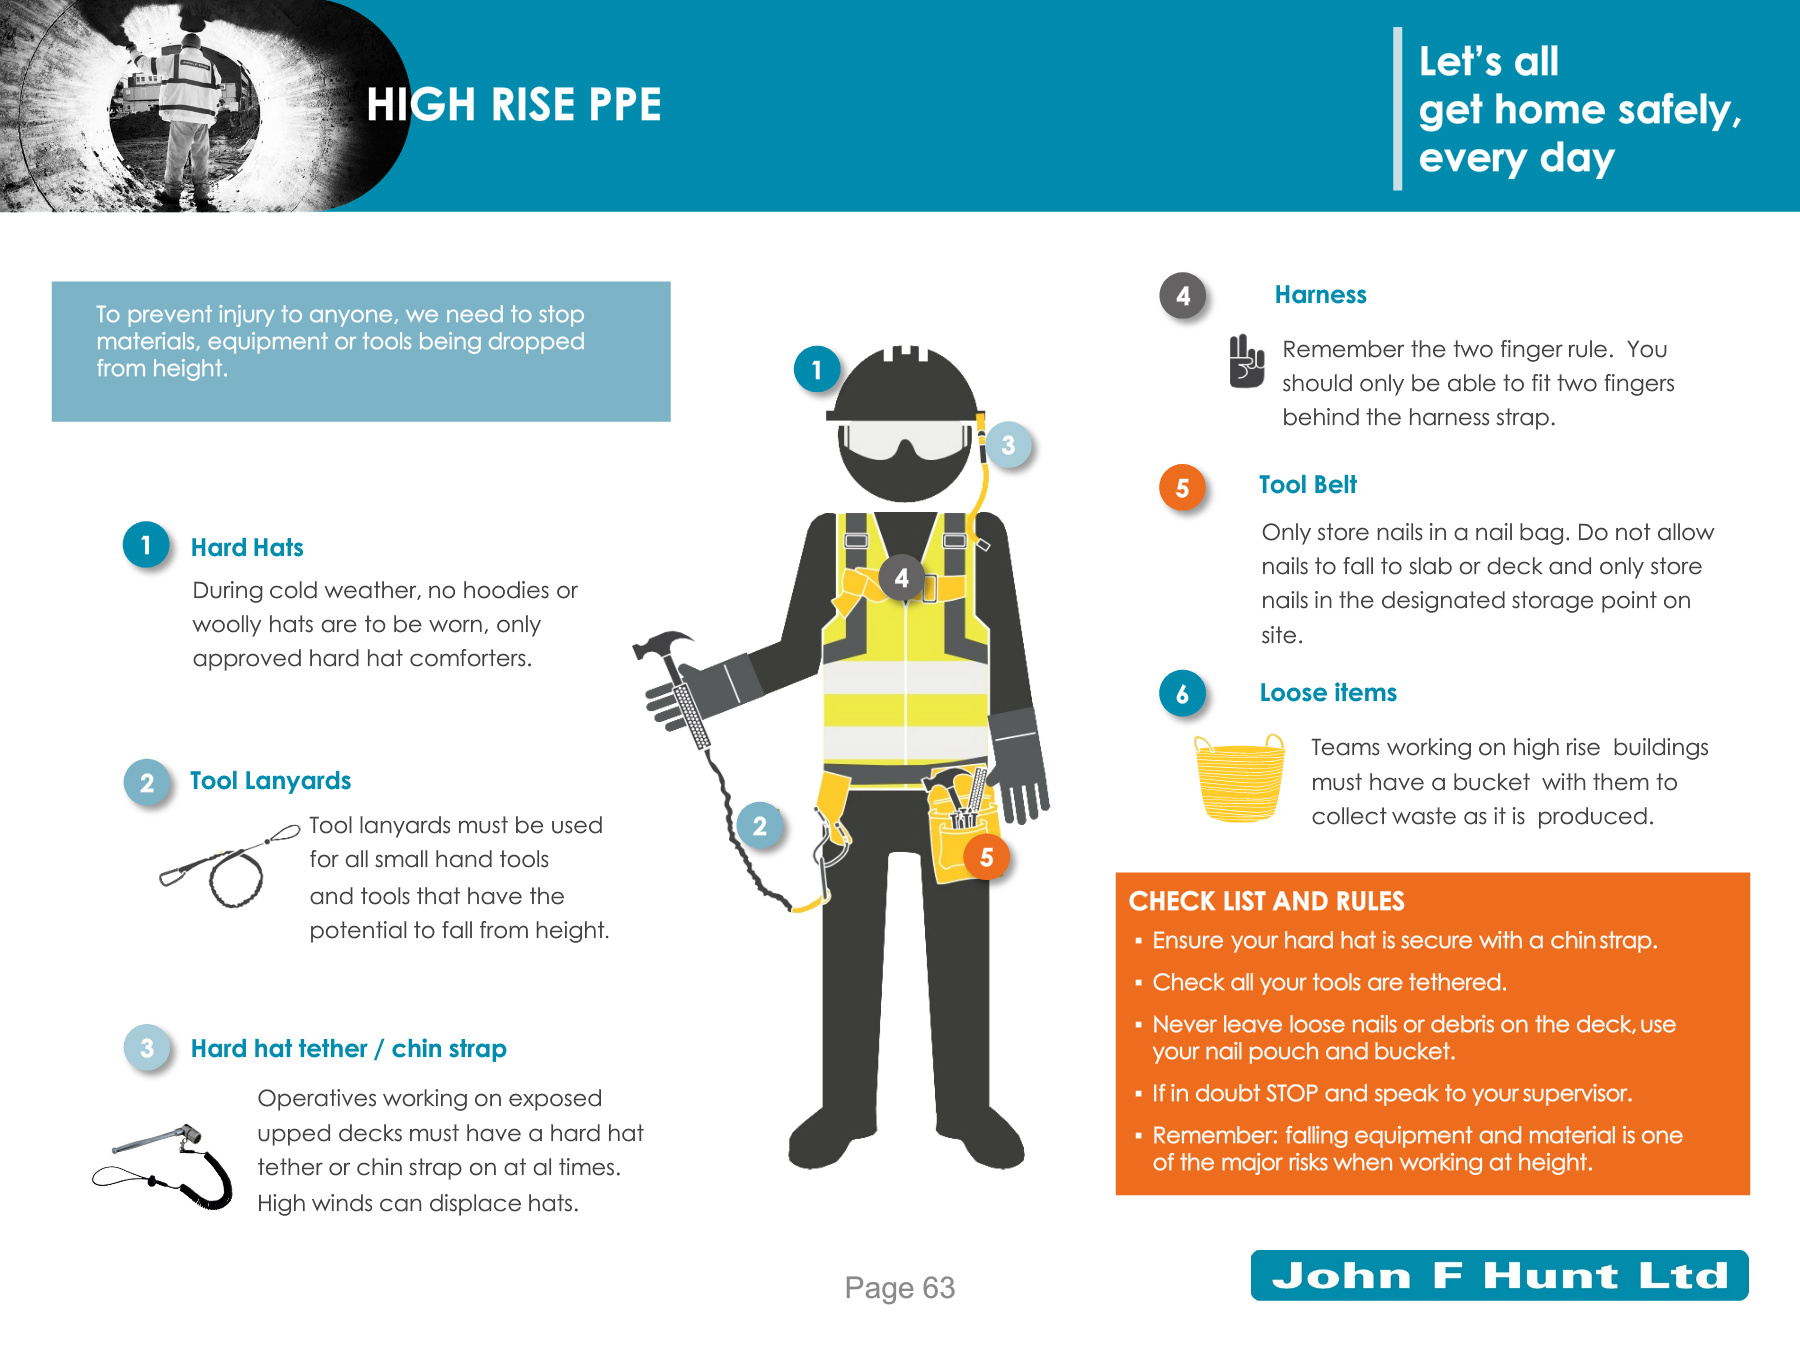 HIGH RISE PPE
Let's all
get home safely,
every day
To prevent injury to anyone, we need to stop
materials, equipment or tools being dropped
from height.
1
Hard Hats
During cold weather, no hoodies or
woolly hats are to be worn, only
approved hard hat comforters.
2
Tool Lanyards
Tool lanyards must be used
for all small hand tools
and tools that have the
potential to fall from height.
3
Hard hat tether / chin strap
Operatives working on exposed
upped decks must have a hard hat
tether or chin strap on at al times.
High winds can displace hats.
1
3
4
2
5
4
Harness
Remember the two finger rule. You
should only be able to fit two fingers
behind the harness strap.
5
Tool Belt
Only store nails in a nail bag. Do not allow
nails to fall to slab or deck and only store
nails in the designated storage point on
site.
6
Loose items
Teams working on high rise buildings
must have a bucket with them to
collect waste as it is produced.
CHECK LIST AND RULES
▪ Ensure your hard hat is secure with a chin strap.
▪ Check all your tools are tethered.
▪ Never leave loose nails or debris on the deck, use
your nail pouch and bucket.
▪ If in doubt STOP and speak to your supervisor.
▪ Remember: falling equipment and material is one
of the major risks when working at height.
Page 63
John F Hunt Ltd